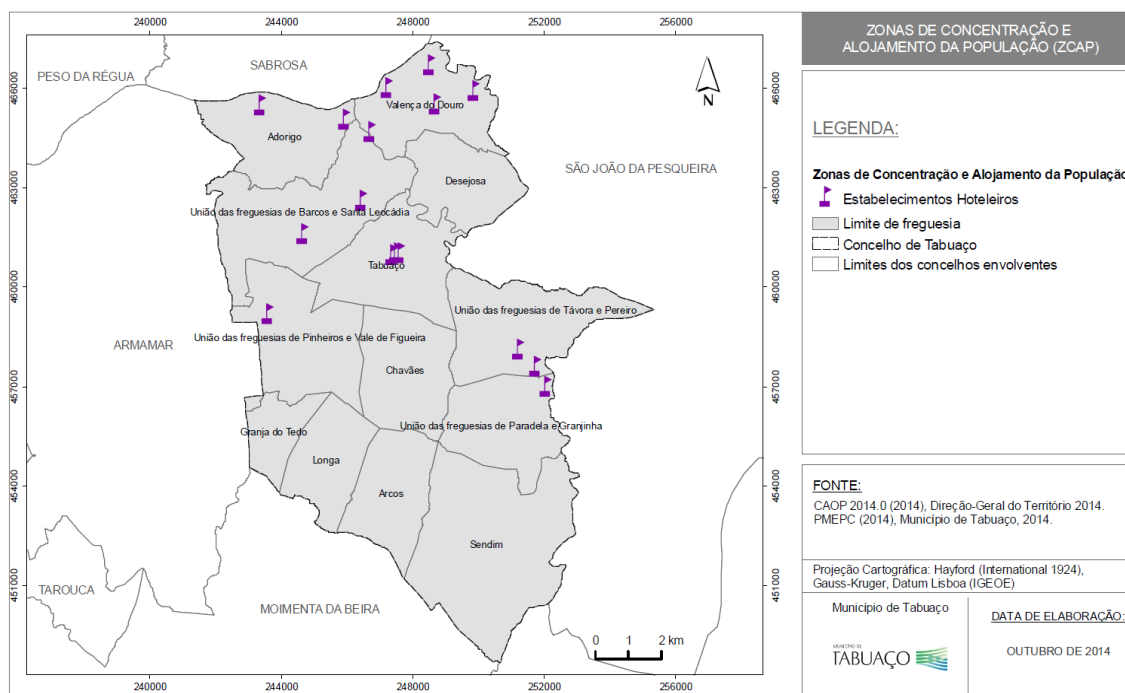 240000 244000 248000 252000 256000
466000
463000
460000
457000
454000
451000
466000
463000
460000
457000
454000
451000
PESO DA RÉGUA
SABROSA
Valença do Douro
Adorigo
SÃO JOÃO DA PESQUEIRA
Desejosa
União das freguesias de Barcos e Santa Leocádia
Tabuaço
União das freguesias de Távora e Pereiro
União das freguesias de Pinheiros e Vale de Figueira
ARMAMAR
Chavães
União das freguesias de Paradela e Granjinha
Granja do Tedo
Longa
Arcos
Sendim
TAROUCA
MOIMENTA DA BEIRA
N
0 1 2 km
240000 244000 248000 252000 256000
ZONAS DE CONCENTRAÇÃO E
ALOJAMENTO DA POPULAÇÃO (ZCAP)
LEGENDA:
Zonas de Concentração e Alojamento da População
Estabelecimentos Hoteleiros
Limite de freguesia
Concelho de Tabuaço
Limites dos concelhos envolventes
FONTE:
CAOP 2014.0 (2014), Direção-Geral do Território 2014.
PMEPC (2014), Município de Tabuaço, 2014.
Projeção Cartográfica: Hayford (International 1924),
Gauss-Kruger, Datum Lisboa (IGEOE)
Município de Tabuaço
MUNICÍPIO DE
TABUAÇO
DATA DE ELABORAÇÃO:
OUTUBRO DE 2014